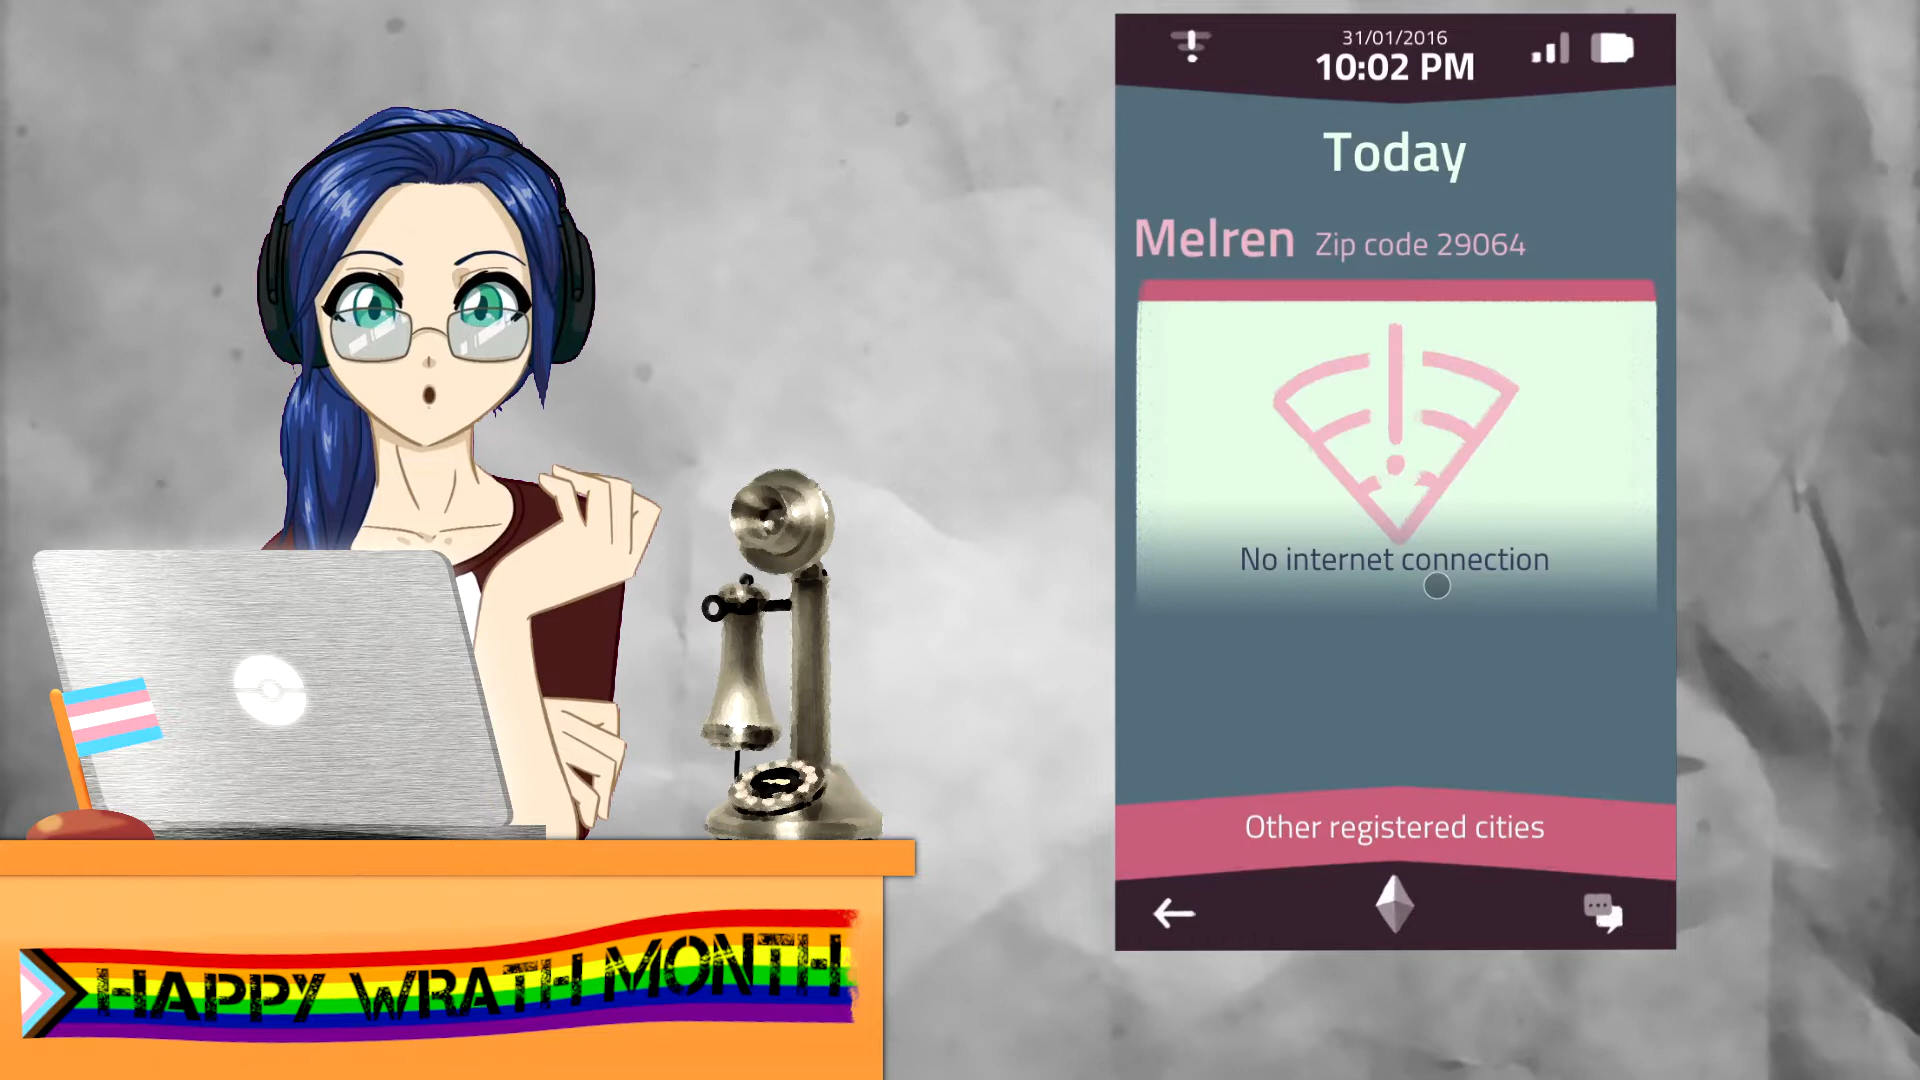 31/01/2016
10:02 PM
Today
Melren Zip code 29064
No internet connection
Other registered cities
HAPPY WRATH MONTH